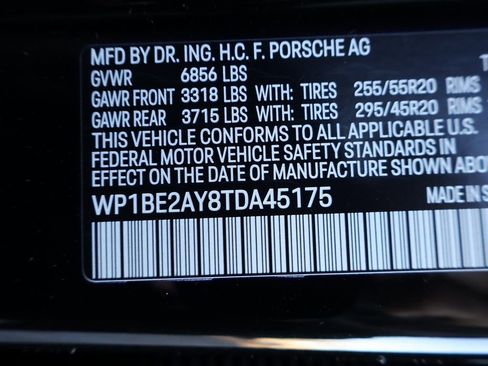 MFD BY DR. ING. H.C. F. PORSCHE AG
GVWR 6856 LBS
GAWR FRONT 3318 LBS WITH: TIRES 255/55R20 RIMS
GAWR REAR 3715 LBS WITH: TIRES 295/45R20 RIMS
THIS VEHICLE CONFORMS TO ALL APPLICABLE U.S.
FEDERAL MOTOR VEHICLE SAFETY STANDARDS IN
EFFECT ON THE DATE OF MANUFACTURE SHOWN ABOV
WP1BE2AY8TDA45175